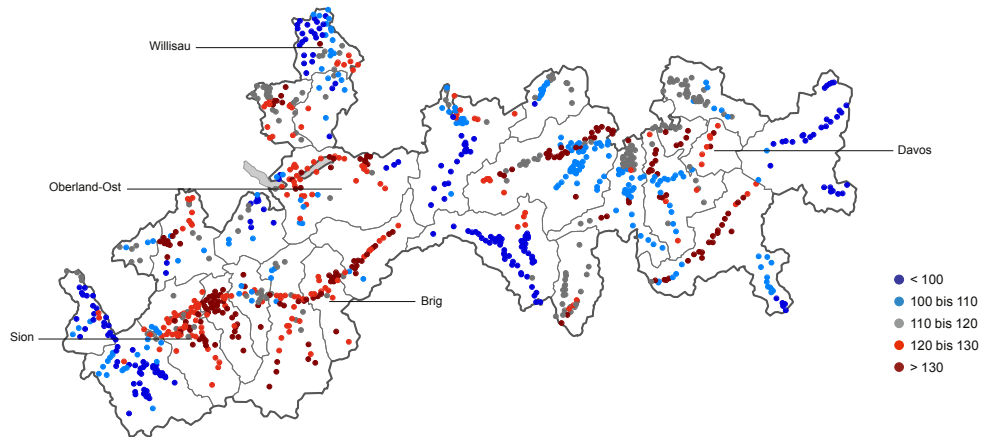 Willisau
Davos
Oberland-Ost
Brig
Sion
< 100
100 bis 110
110 bis 120
120 bis 130
> 130